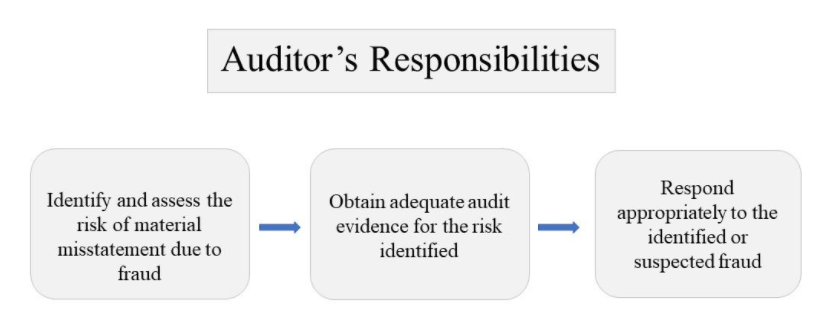 Auditor’s Responsibilities
Identify and assess the
risk of material
misstatement due to
fraud
Obtain adequate audit
evidence for the risk
identified
Respond
appropriately to the
identified or
suspected fraud